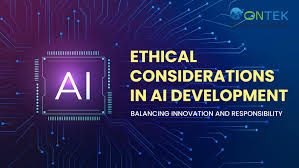 ONTEK
AI
ETHICAL
CONSIDERATIONS
IN AI DEVELOPMENT
BALANCING INNOVATION AND RESPONSIBILITY